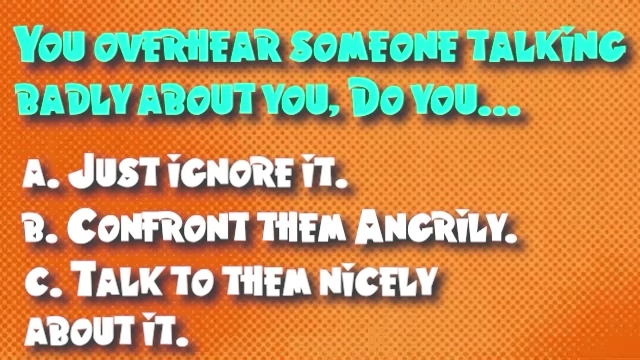 You overhear someone talking
badly about you, Do you...
a. Just ignore it.
b. Confront them Angrily.
c. Talk to them nicely
about it.